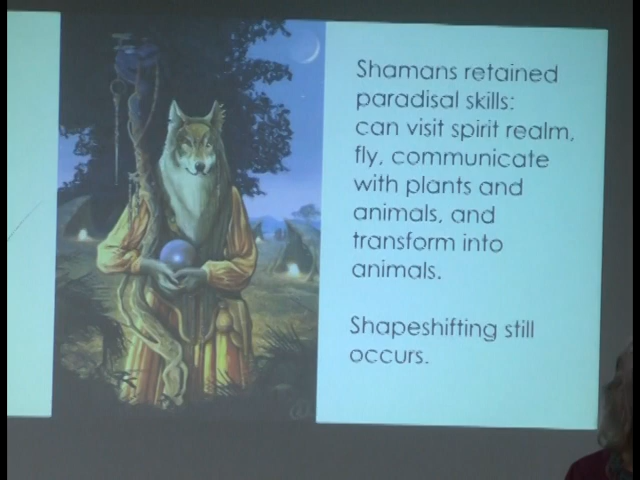 Shamans retained
paradisal skills:
can visit spirit realm,
fly, communicate
with plants and
animals, and
transform into
animals.
Shapeshifting still
occurs.